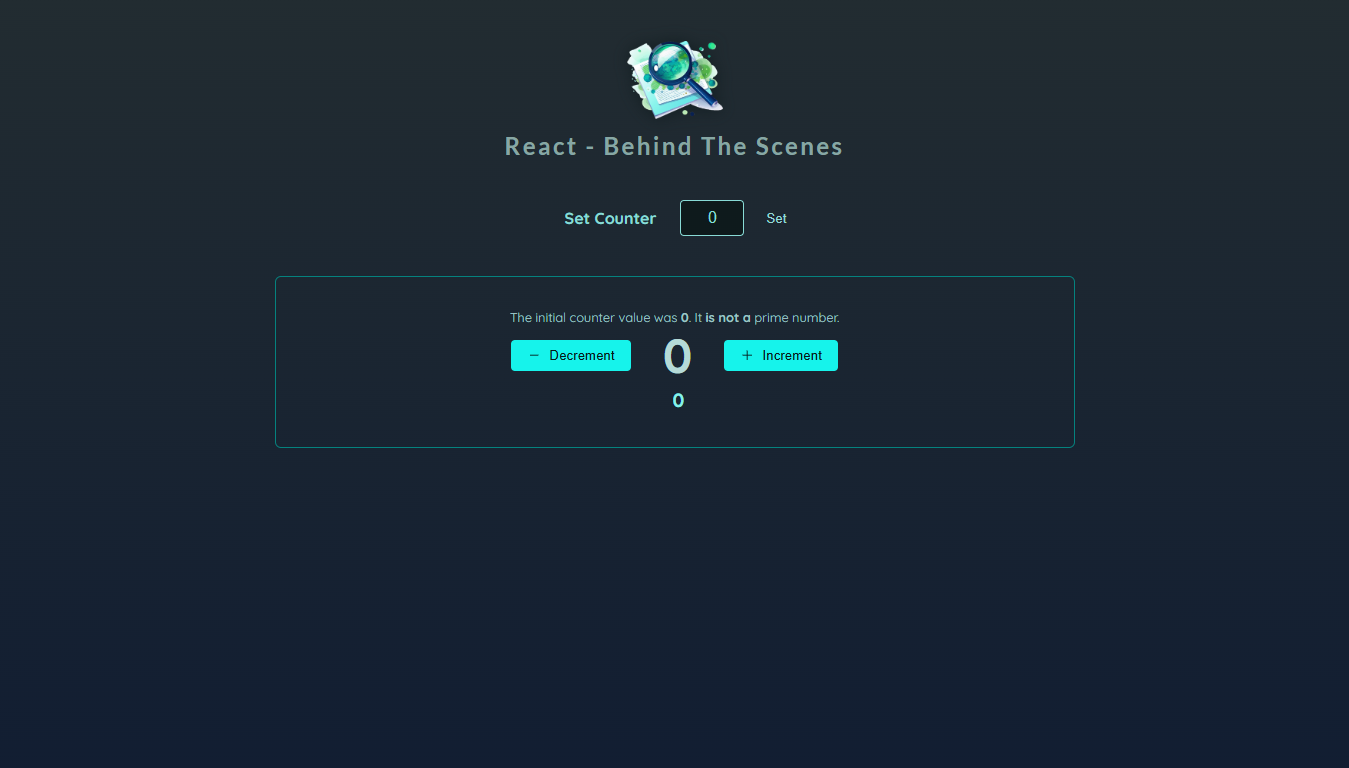 React - Behind The Scenes
Set Counter 0 Set
The initial counter value was 0. It is not a prime number.
− Decrement 0 + Increment
0